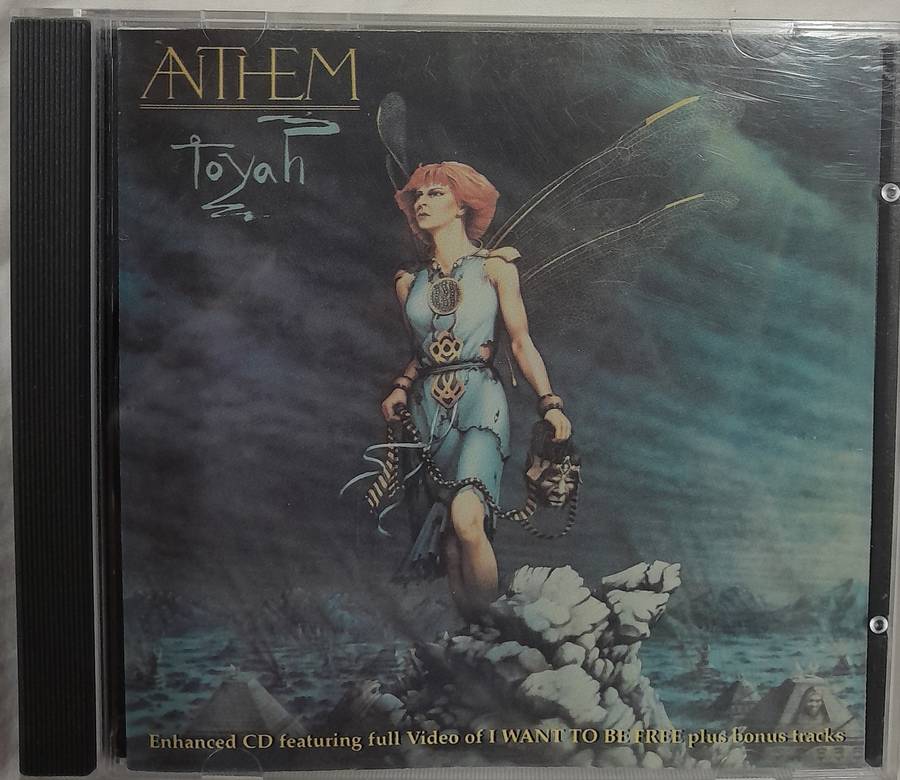 ANTHEM
toyah
Enhanced CD featuring full Video of I WANT TO BE FREE plus bonus tracks